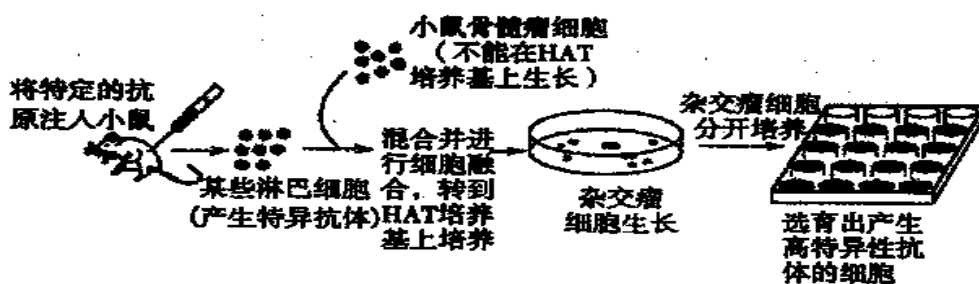 将特定的抗
原注人小鼠
某些淋巴细胞
(产生特异抗体)
小鼠骨髓瘤细胞
（不能在HAT
培养基上生长）
混合并进
行细胞融
合，转到
HAT培养
基上培养
杂交瘤
细胞生长
杂交瘤细胞
分开培养
选育出产生
高特异性抗
体的细胞